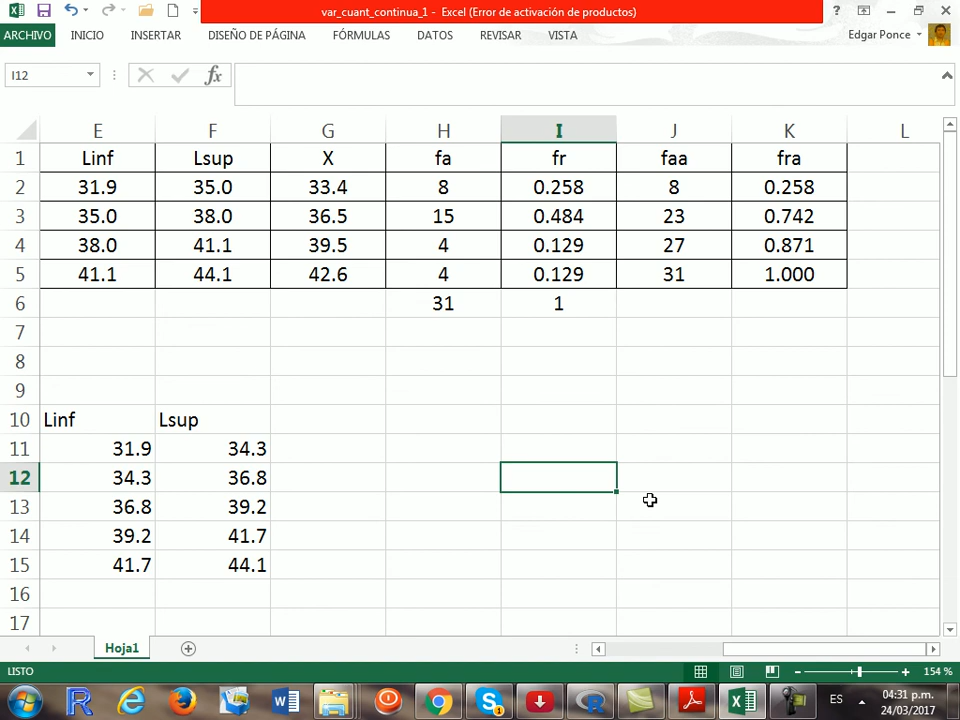 var_cuant_continua_1 - Excel (Error de activación de productos)
ARCHIVO INICIO INSERTAR DISEÑO DE PÁGINA FÓRMULAS DATOS REVISAR VISTA Edgar Ponce
I12 fx
E F G H I J K L
1 Linf Lsup X fa fr faa fra
2 31.9 35.0 33.4 8 0.258 8 0.258
3 35.0 38.0 36.5 15 0.484 23 0.742
4 38.0 41.1 39.5 4 0.129 27 0.871
5 41.1 44.1 42.6 4 0.129 31 1.000
6 31 1
7
8
9
10 Linf Lsup
11 31.9 34.3
12 34.3 36.8
13 36.8 39.2
14 39.2 41.7
15 41.7 44.1
16
17
Hoja1
LISTO 154 %
ES 04:31 p.m.
24/03/2017